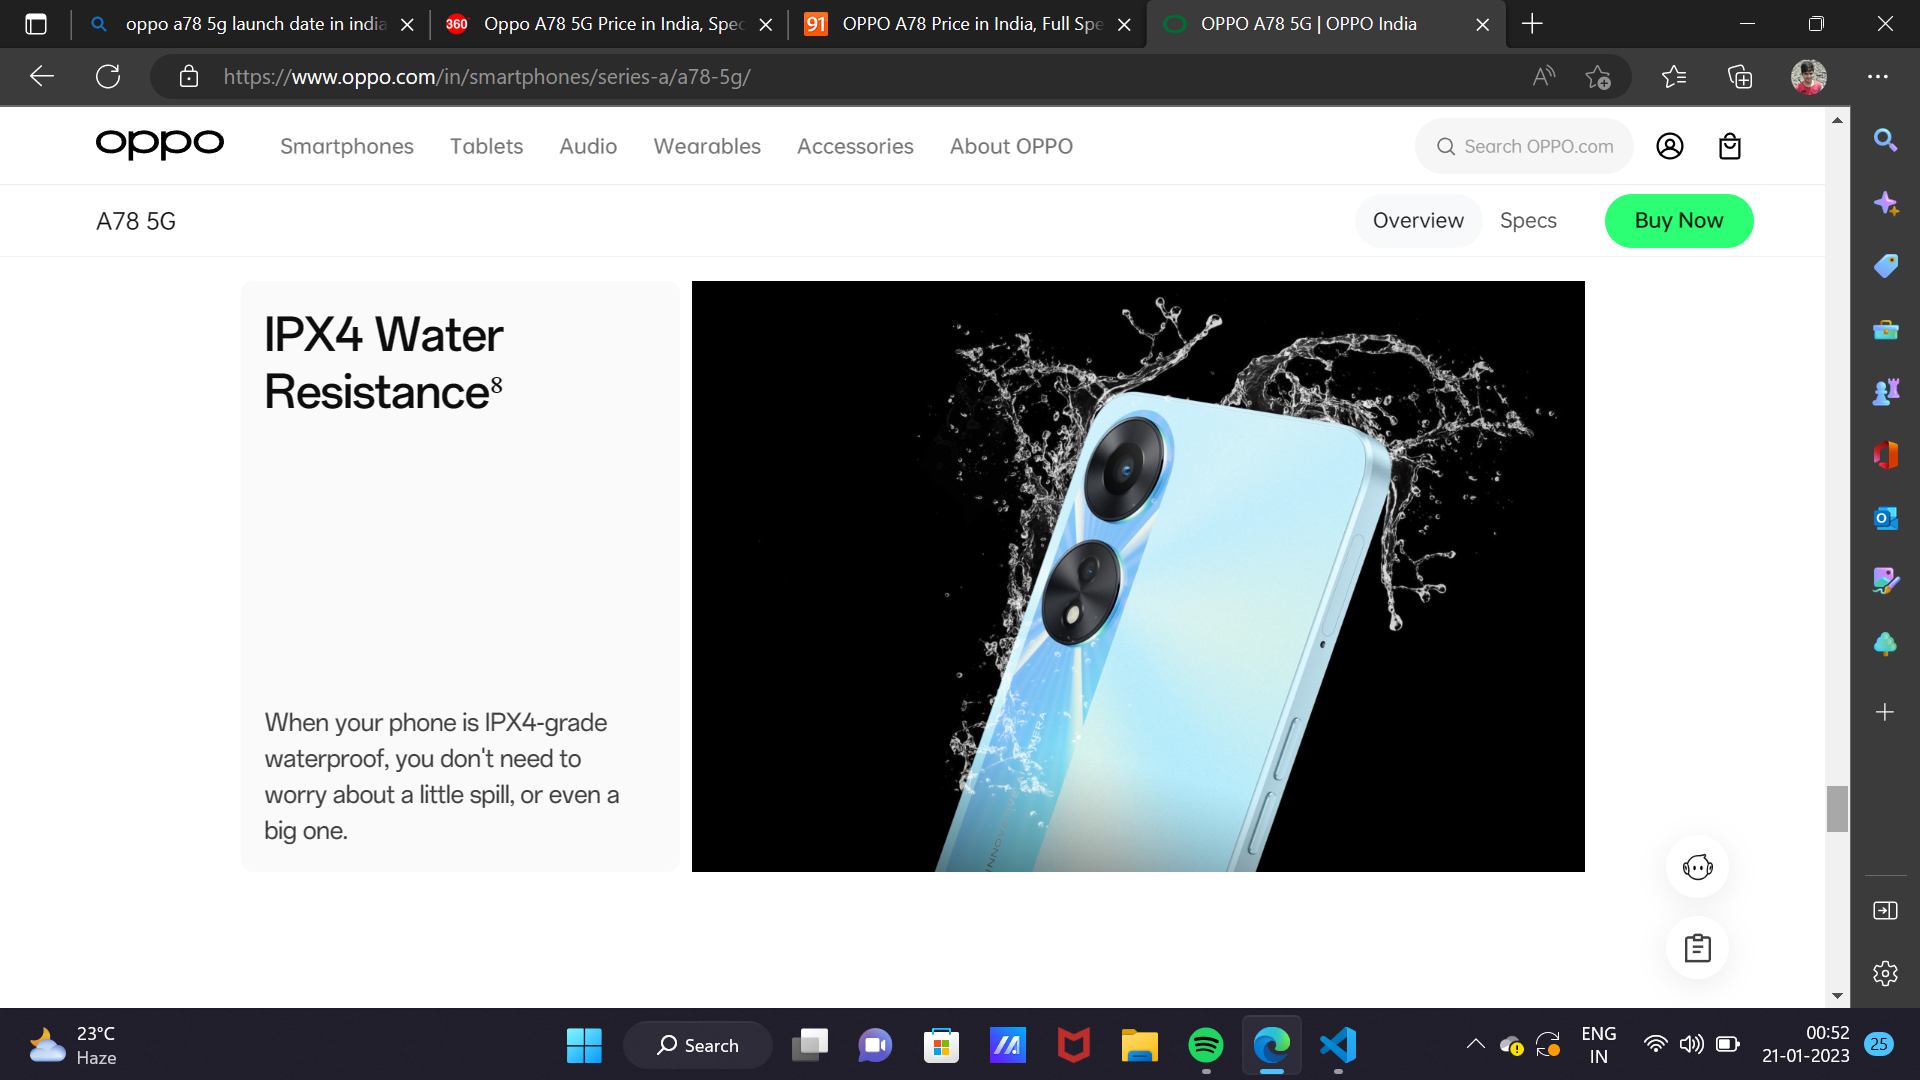 oppo a78 5g launch date in india
360
Oppo A78 5G Price in India, Spec
91
OPPO A78 Price in India, Full Spe
OPPO A78 5G | OPPO India
https://www.oppo.com/in/smartphones/series-a/a78-5g/
oppo
Smartphones
Tablets
Audio
Wearables
Accessories
About OPPO
Search OPPO.com
A78 5G
Overview
Specs
Buy Now
IPX4 Water
Resistance⁸
When your phone is IPX4-grade
waterproof, you don't need to
worry about a little spill, or even a
big one.
23°C
Haze
Search
ENG
IN
00:52
21-01-2023
25